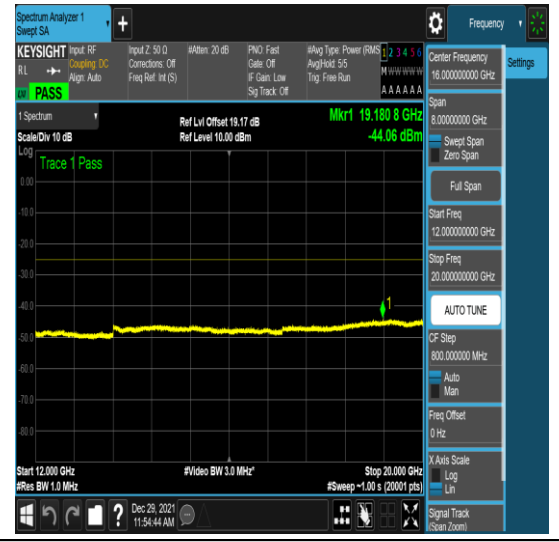 Spectrum Analyzer 1
Swept SA
+
Frequency
KEYSIGHT
RL
LXI PASS
Input: RF
Coupling: DC
Align: Auto
Input Z: 50 Ω
Corrections: Off
Freq Ref: Int (S)
#Atten: 20 dB
PNO: Fast
Gate: Off
IF Gain: Low
Sig Track: Off
#Avg Type: Power (RMS
Avg|Hold: 5/5
Trig: Free Run
1 2 3 4 5 6
M W W W W W
A A A A A A
1 Spectrum
Scale/Div 10 dB
Ref Lvl Offset 19.17 dB
Ref Level 10.00 dBm
Mkr1 19.180 8 GHz
-44.06 dBm
Log
Trace 1 Pass
0.00
-10.0
-20.0
-30.0
-40.0
-50.0
-60.0
-70.0
-80.0
1
Start 12.000 GHz
#Res BW 1.0 MHz
#Video BW 3.0 MHz*
Stop 20.000 GHz
#Sweep ~1.00 s (20001 pts)
Dec 29, 2021
11:54:44 AM
Center Frequency
16.000000000 GHz
Settings
Span
8.00000000 GHz
Swept Span
Zero Span
Full Span
Start Freq
12.000000000 GHz
Stop Freq
20.000000000 GHz
AUTO TUNE
CF Step
800.000000 MHz
Auto
Man
Freq Offset
0 Hz
X Axis Scale
Log
Lin
Signal Track
(Span Zoom)